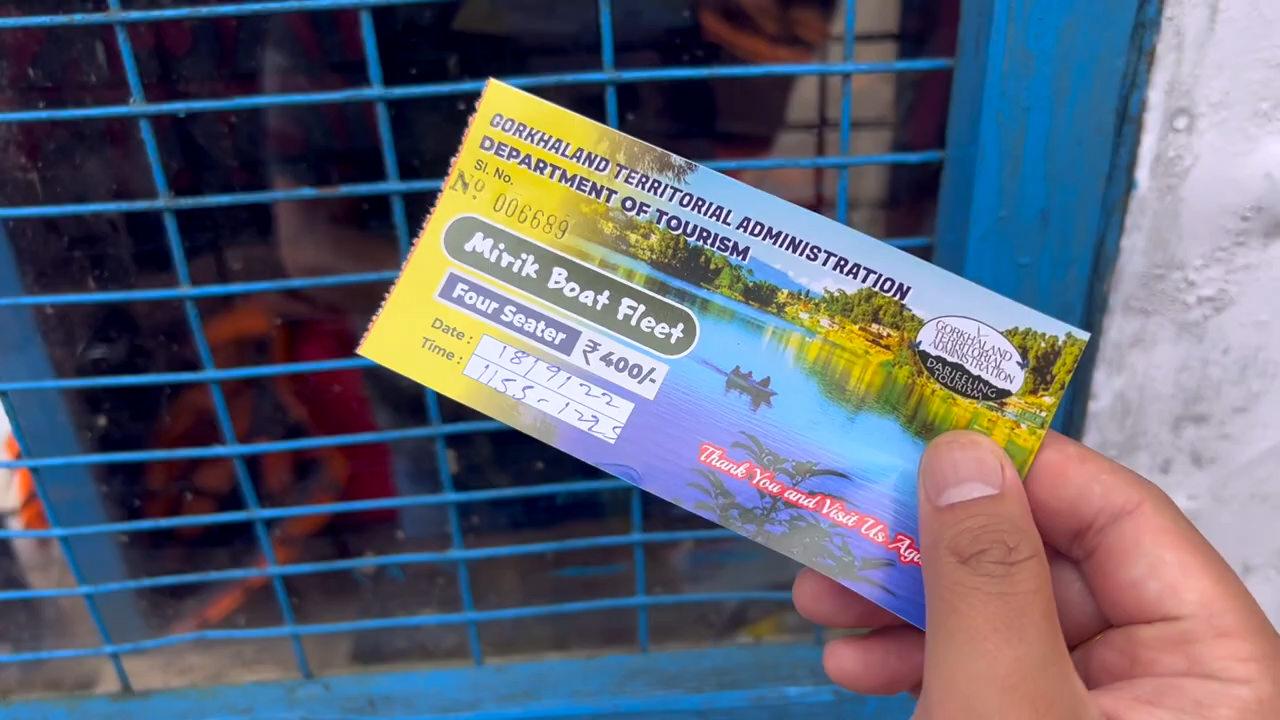 GORKHALAND TERRITORIAL ADMINISTRATION
DEPARTMENT OF TOURISM
Sl. No.
No. 006689
Mirik Boat Fleet
Four Seater ₹ 400/-
Date : 18/9/22
Time : 1155-1225
GORKHALAND
TERRITORIAL
ADMINISTRATION
DARJEELING
TOURISM
Thank You and Visit Us